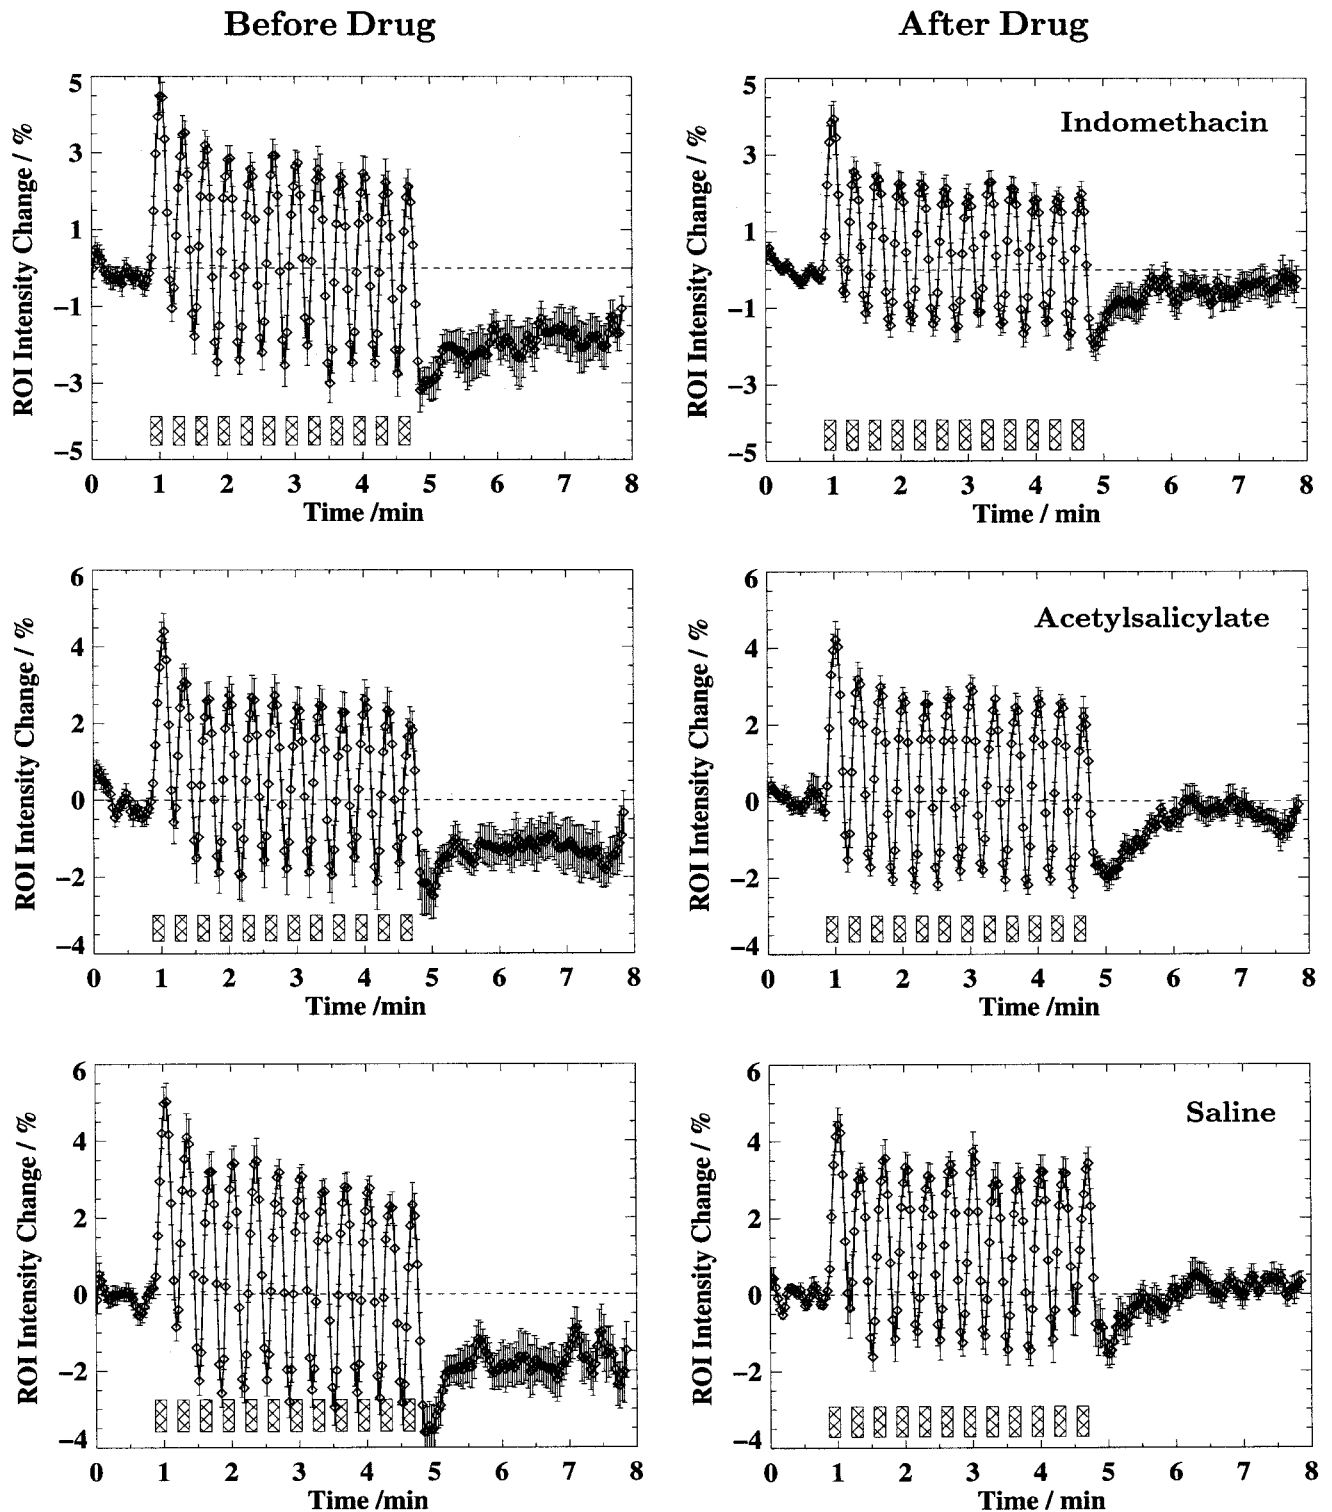 Before Drug
After Drug
ROI Intensity Change / %
5
3
1
−1
−3
−5
0 1 2 3 4 5 6 7 8
Time /min
Indomethacin
ROI Intensity Change / %
5
3
1
−1
−3
−5
0 1 2 3 4 5 6 7 8
Time / min
ROI Intensity Change / %
6
4
2
0
−2
−4
0 1 2 3 4 5 6 7 8
Time /min
Acetylsalicylate
ROI Intensity Change / %
6
4
2
0
−2
−4
0 1 2 3 4 5 6 7 8
Time /min
ROI Intensity Change / %
6
4
2
0
−2
−4
0 1 2 3 4 5 6 7 8
Time /min
Saline
ROI Intensity Change / %
6
4
2
0
−2
−4
0 1 2 3 4 5 6 7 8
Time /min